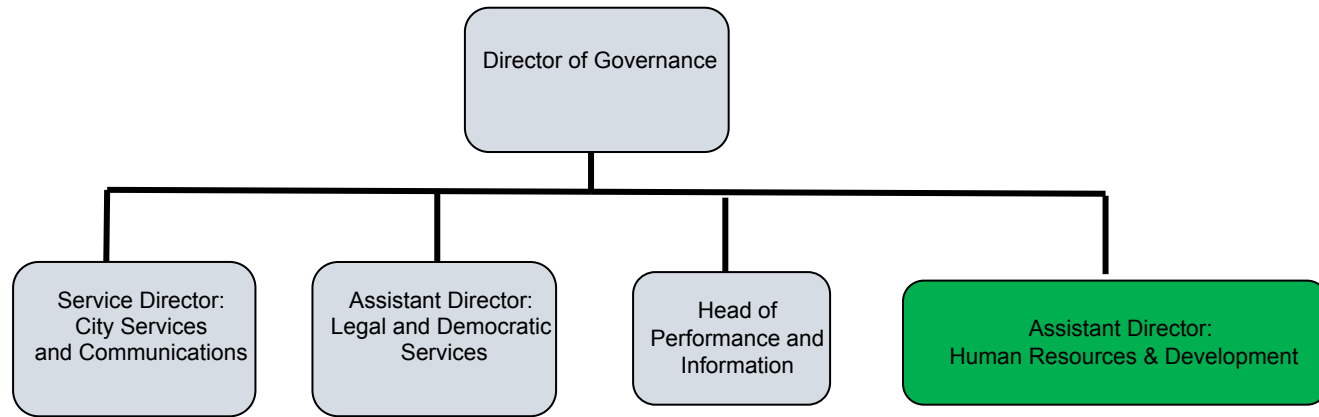 Director of Governance
Service Director:
City Services
and Communications
Assistant Director:
Legal and Democratic
Services
Head of
Performance and
Information
Assistant Director:
Human Resources & Development